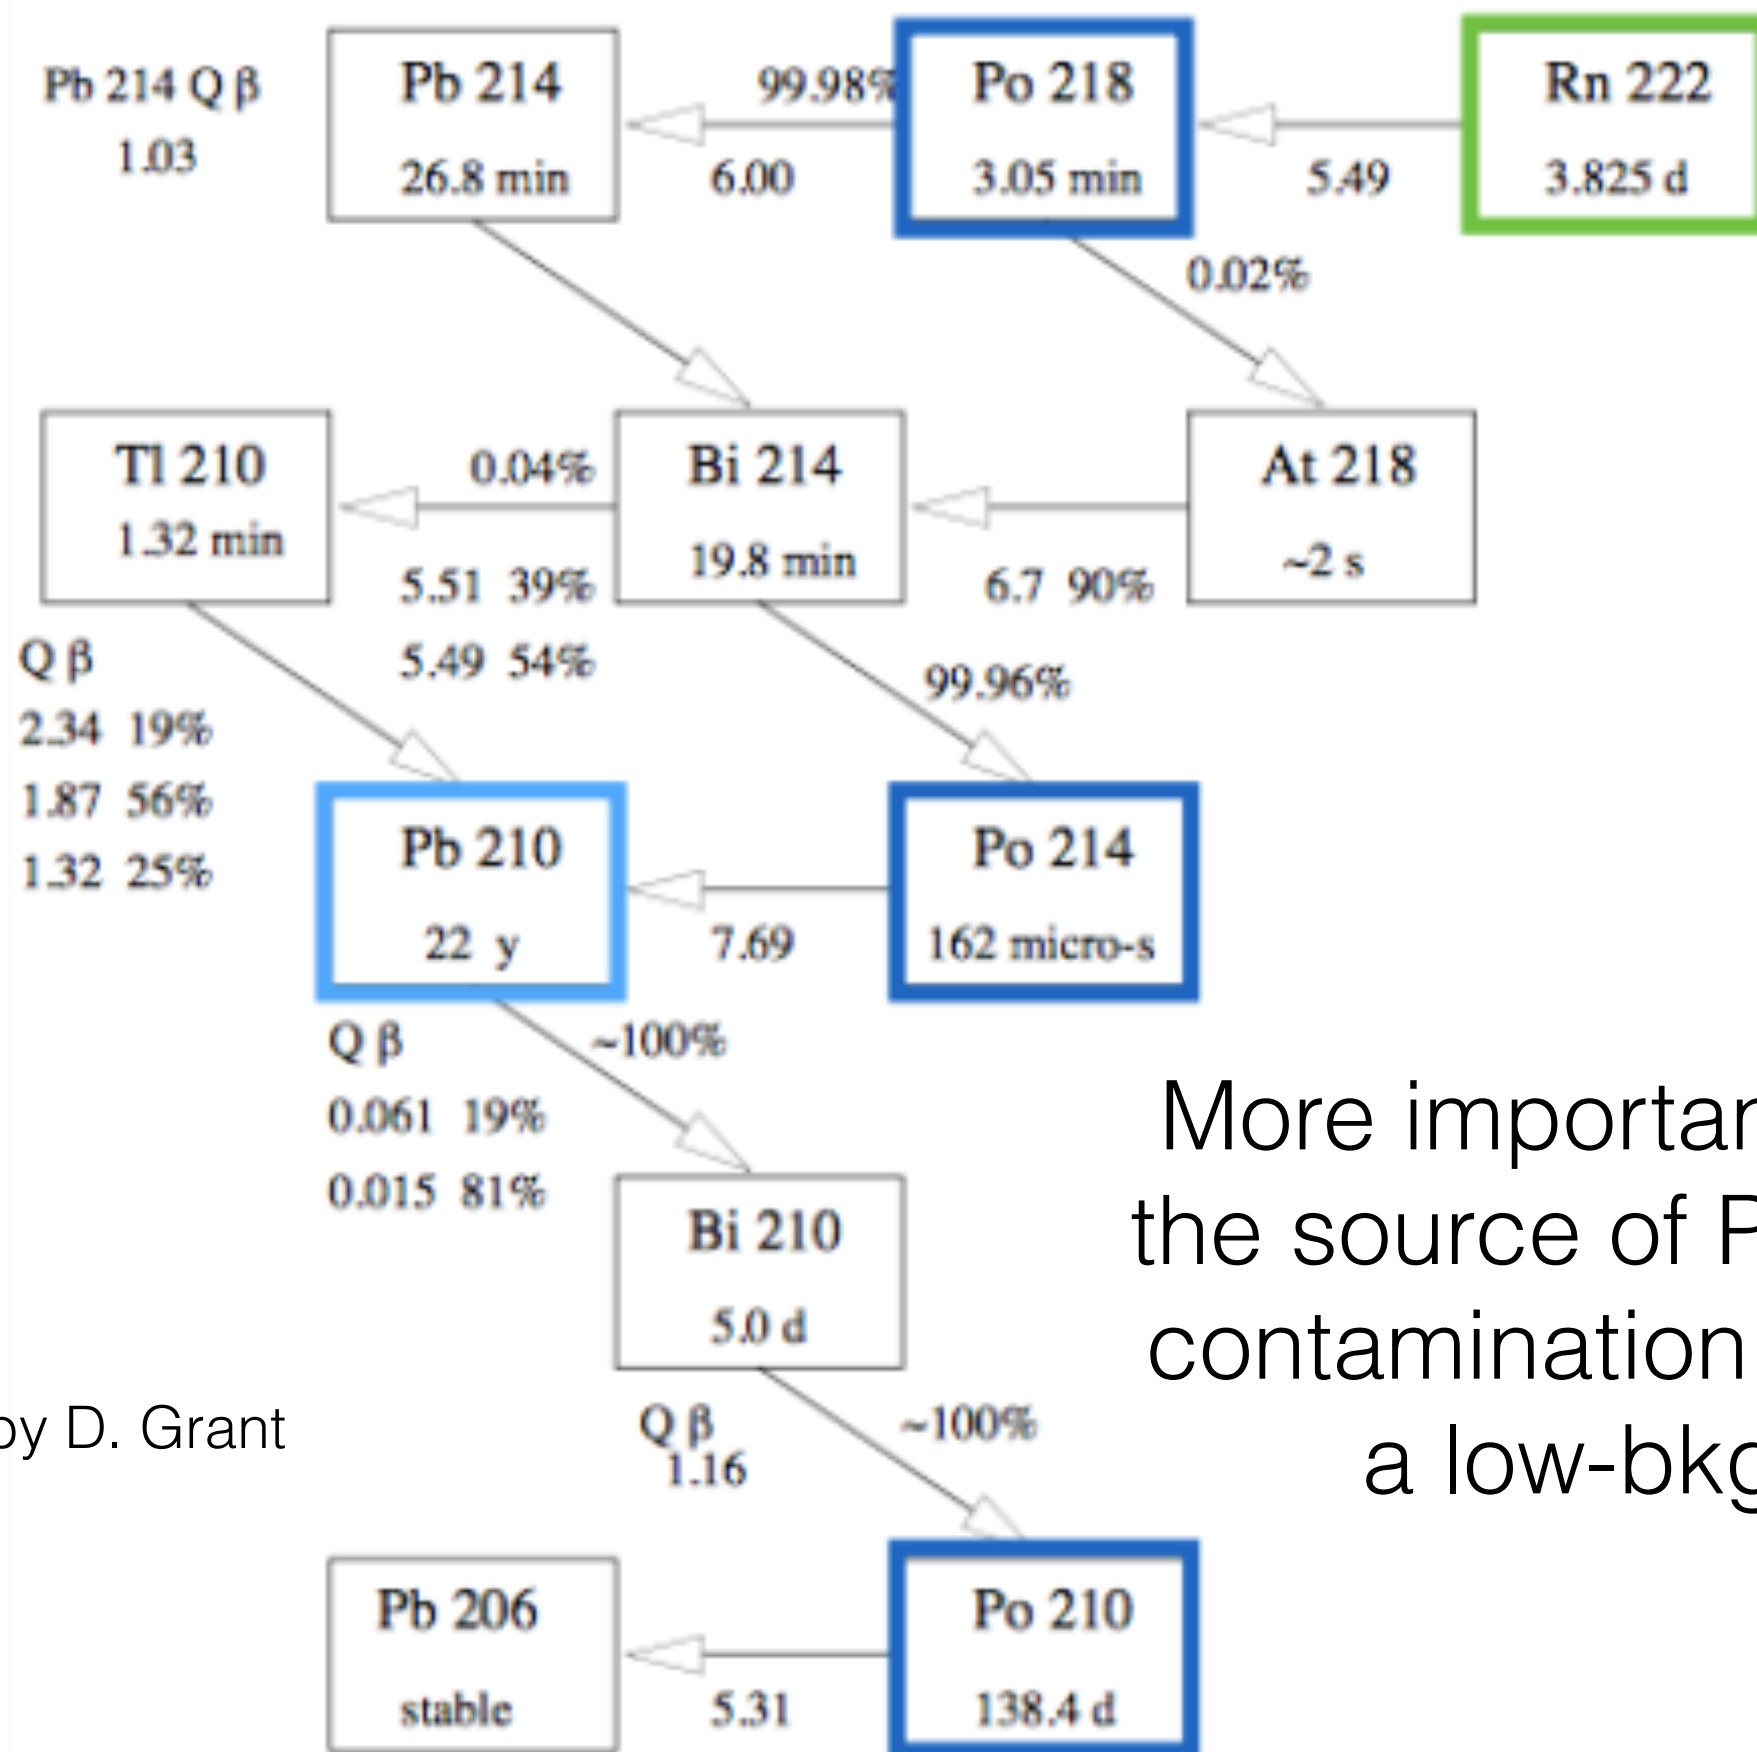 Pb 214 Q β
1.03
Pb 214
26.8 min
99.98%
6.00
Po 218
3.05 min
5.49
Rn 222
3.825 d
0.02%
Tl 210
1.32 min
0.04%
5.51 39%
5.49 54%
Bi 214
19.8 min
6.7 90%
At 218
~2 s
Q β
2.34 19%
1.87 56%
1.32 25%
99.96%
Pb 210
22 y
7.69
Po 214
162 micro-s
Q β
0.061 19%
0.015 81%
~100%
Bi 210
5.0 d
More importan
the source of P
contamination
a low-bkg
by D. Grant
Q β
1.16
~100%
Pb 206
stable
5.31
Po 210
138.4 d